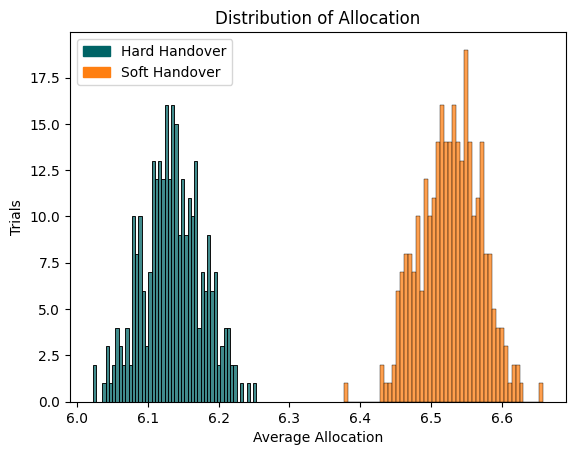 Distribution of Allocation
Hard Handover
Soft Handover
17.5
15.0
12.5
10.0
7.5
5.0
2.5
0.0
Trials
6.0 6.1 6.2 6.3 6.4 6.5 6.6
Average Allocation